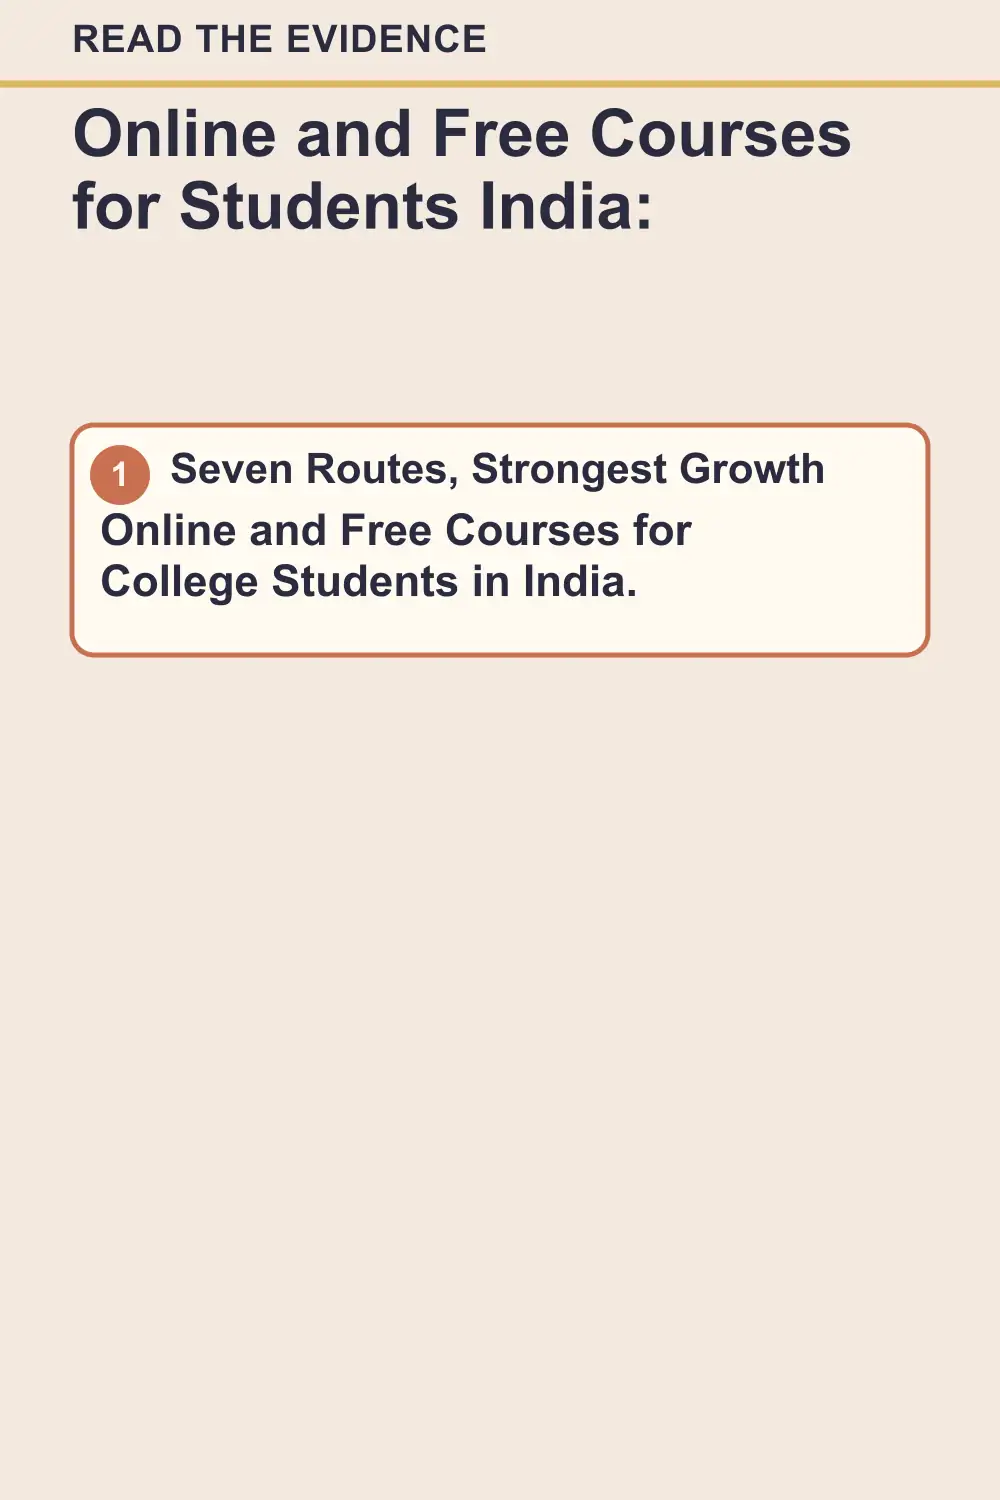 READ THE EVIDENCE
Online and Free Courses
for Students India:
1 Seven Routes, Strongest Growth
Online and Free Courses for
College Students in India.